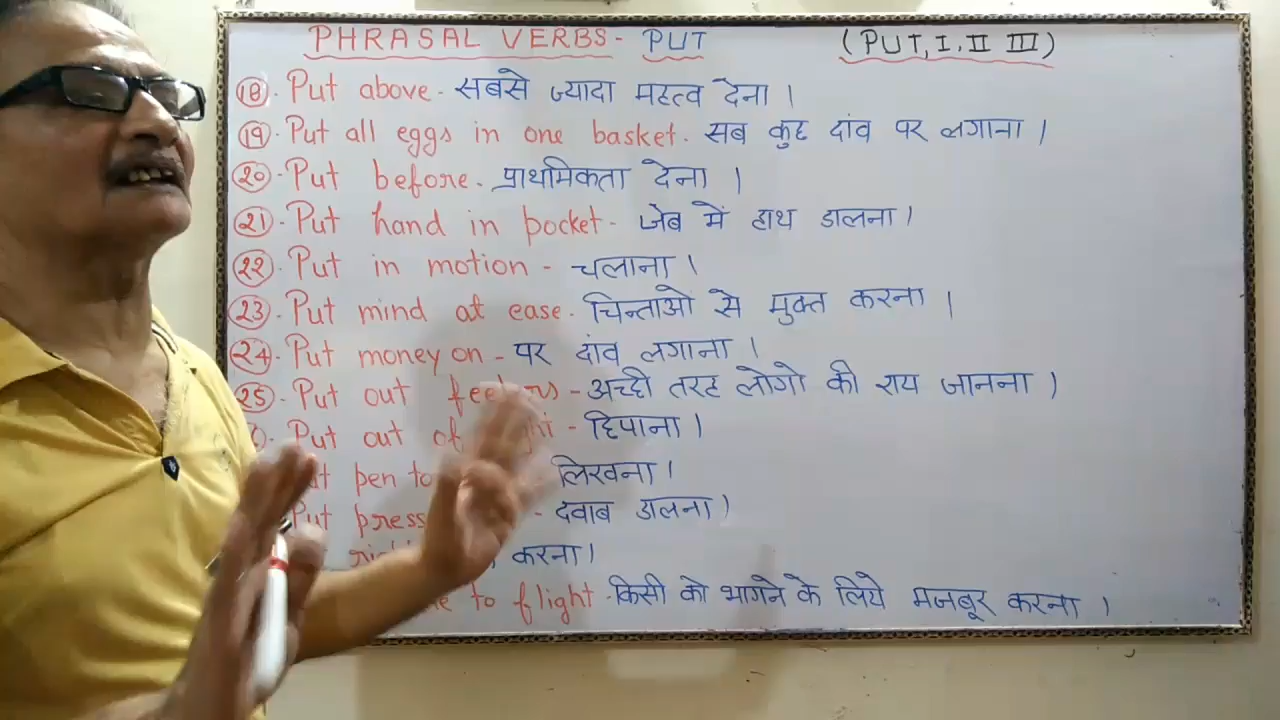 PHRASAL VERBS- PUT (PUT, I, II III)
(18)- Put above- सबसे ज्यादा महत्व देना।
(19)- Put all eggs in one basket- सब कुछ दांव पर लगाना।
(20)- Put before- प्राथमिकता देना।
(21)- Put hand in pocket- जेब में हाथ डालना।
(22)- Put in motion- चलाना।
(23)- Put mind at ease- चिन्ताओ से मुक्त करना।
(24)- Put money on- पर दांव लगाना।
(25)- Put out feelers- अच्छी तरह लोगो की राय जानना।
Put out of - छिपाना।
pen to लिखना।
Put press - दवाब डालना।
करना।
to flight- किसी को भागने के लिये मजबूर करना।